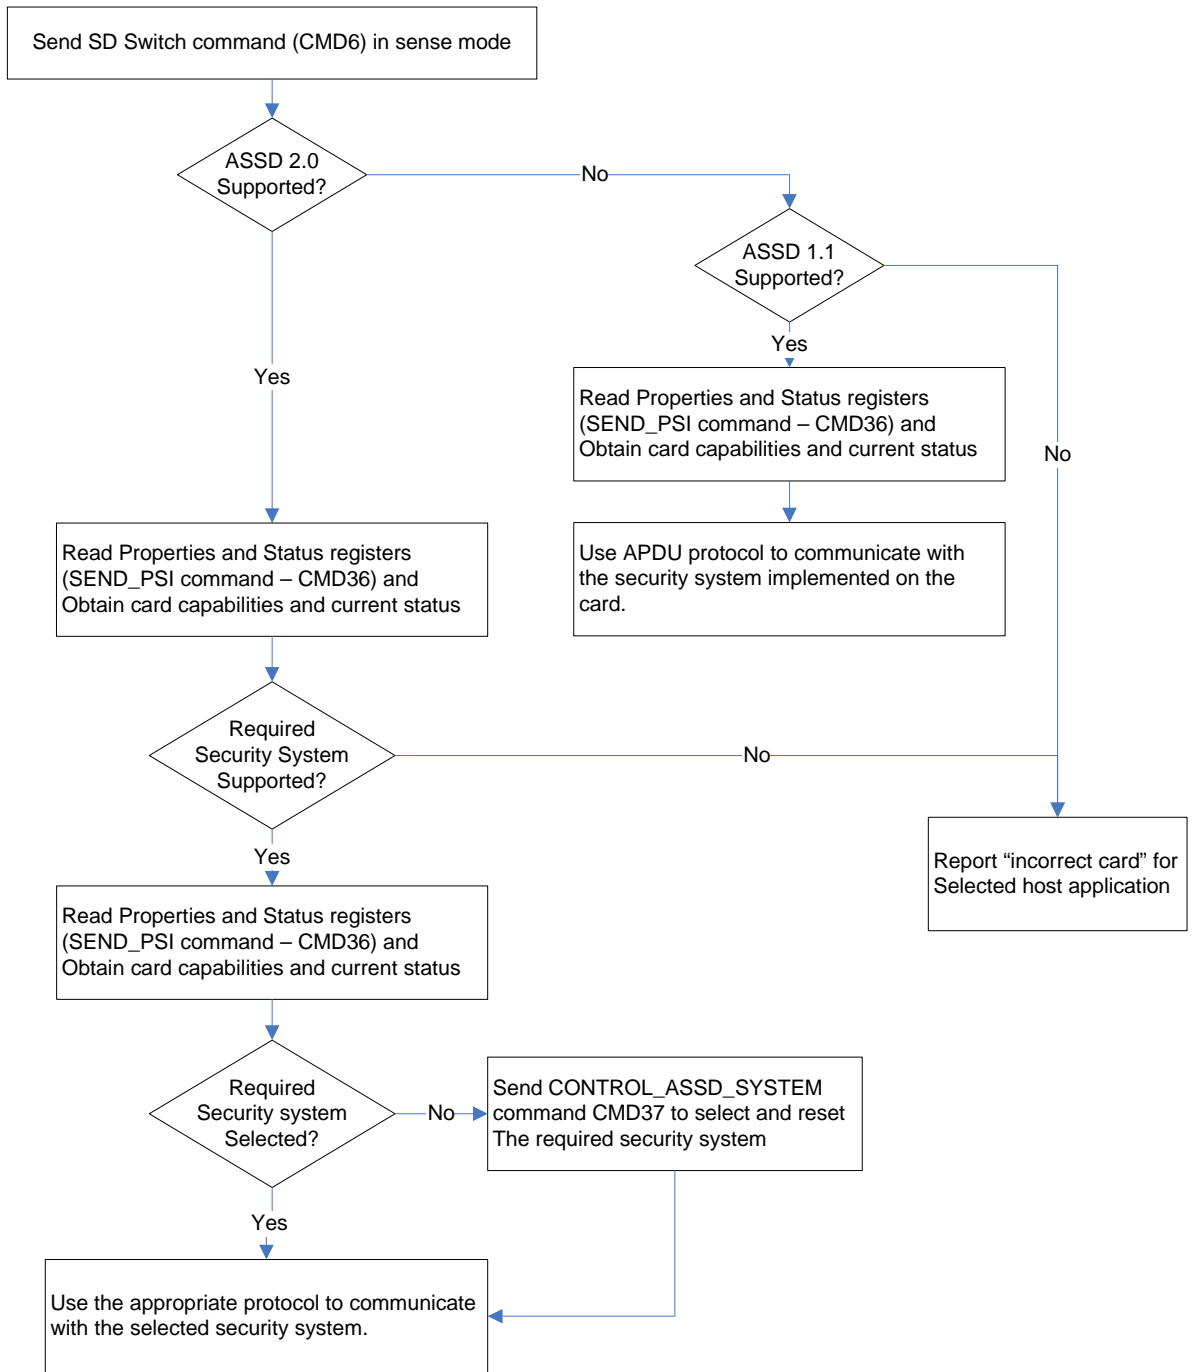 Send SD Switch command (CMD6) in sense mode
ASSD 2.0
Supported?
No
ASSD 1.1
Supported?
Yes
Yes
Read Properties and Status registers
(SEND_PSI command – CMD36) and
Obtain card capabilities and current status
No
Use APDU protocol to communicate with
the security system implemented on the
card.
Read Properties and Status registers
(SEND_PSI command – CMD36) and
Obtain card capabilities and current status
Required
Security System
Supported?
No
Yes
Report “incorrect card” for
Selected host application
Read Properties and Status registers
(SEND_PSI command – CMD36) and
Obtain card capabilities and current status
Required
Security system
Selected?
No
Send CONTROL_ASSD_SYSTEM
command CMD37 to select and reset
The required security system
Yes
Use the appropriate protocol to communicate
with the selected security system.